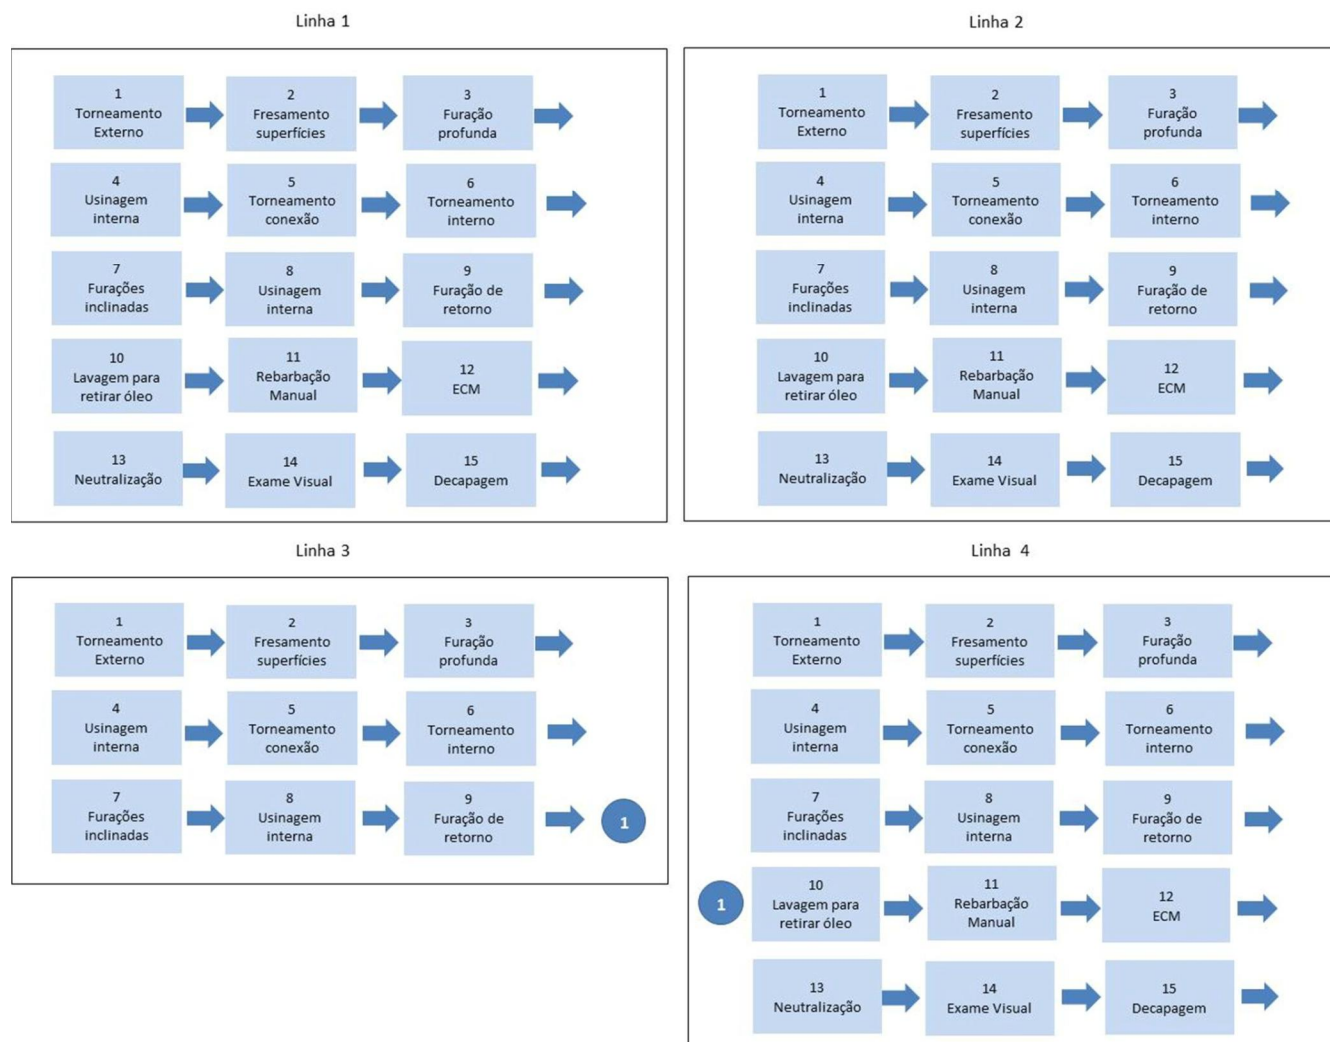 Linha 1
1
Torneamento
Externo
2
Fresamento
superfícies
3
Furação
profunda
4
Usinagem
interna
5
Torneamento
conexão
6
Torneamento
interno
7
Furações
inclinadas
8
Usinagem
interna
9
Furação de
retorno
10
Lavagem para
retirar óleo
11
Rebarbação
Manual
12
ECM
13
Neutralização
14
Exame Visual
15
Decapagem
Linha 2
1
Torneamento
Externo
2
Fresamento
superfícies
3
Furação
profunda
4
Usinagem
interna
5
Torneamento
conexão
6
Torneamento
interno
7
Furações
inclinadas
8
Usinagem
interna
9
Furação de
retorno
10
Lavagem para
retirar óleo
11
Rebarbação
Manual
12
ECM
13
Neutralização
14
Exame Visual
15
Decapagem
Linha 3
1
Torneamento
Externo
2
Fresamento
superfícies
3
Furação
profunda
4
Usinagem
interna
5
Torneamento
conexão
6
Torneamento
interno
7
Furações
inclinadas
8
Usinagem
interna
9
Furação de
retorno
1
Linha 4
1
Torneamento
Externo
2
Fresamento
superfícies
3
Furação
profunda
4
Usinagem
interna
5
Torneamento
conexão
6
Torneamento
interno
7
Furações
inclinadas
8
Usinagem
interna
9
Furação de
retorno
1
10
Lavagem para
retirar óleo
11
Rebarbação
Manual
12
ECM
13
Neutralização
14
Exame Visual
15
Decapagem